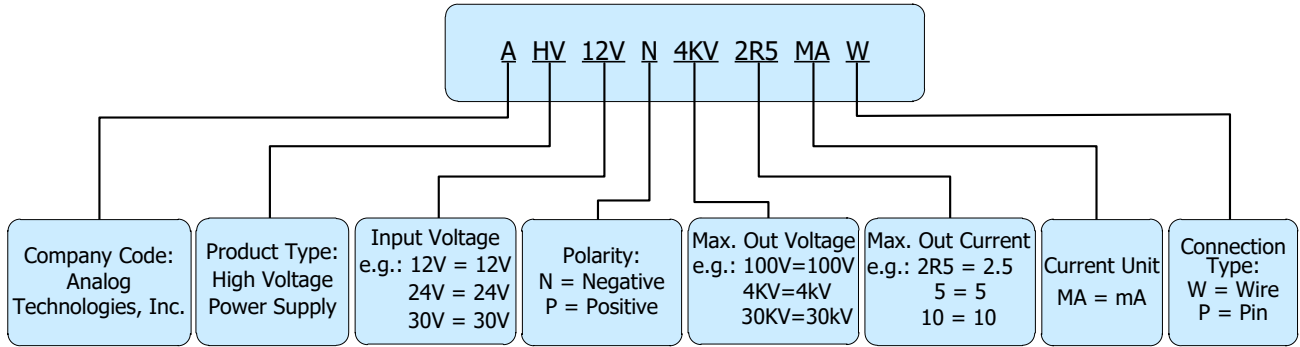 A HV 12V N 4KV 2R5 MA W
Company Code:
Analog
Technologies, Inc.
Product Type:
High Voltage
Power Supply
Input Voltage
e.g.: 12V = 12V
24V = 24V
30V = 30V
Polarity:
N = Negative
P = Positive
Max. Out Voltage
e.g.: 100V=100V
4KV=4kV
30KV=30kV
Max. Out Current
e.g.: 2R5 = 2.5
5 = 5
10 = 10
Current Unit
MA = mA
Connection
Type:
W = Wire
P = Pin